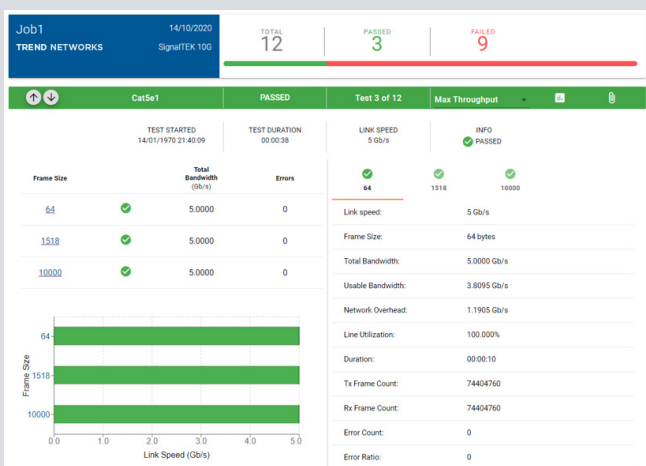 Job1 14/10/2020
TREND NETWORKS SignalTEK 10G
TOTAL PASSED FAILED
12 3 9
Cat5e1 PASSED Test 3 of 12 Max Throughput
TEST STARTED TEST DURATION LINK SPEED INFO
14/01/1970 21:40:09 00:00:38 5 Gb/s PASSED
Frame Size Total Bandwidth (Gb/s) Errors
64 5.0000 0
1518 5.0000 0
10000 5.0000 0
64
1518
10000
Frame Size
0.0 1.0 2.0 3.0 4.0 5.0
Link Speed (Gb/s)
64 1518 10000
Link speed: 5 Gb/s
Frame Size: 64 bytes
Total Bandwidth: 5.0000 Gb/s
Usable Bandwidth: 3.8095 Gb/s
Network Overhead: 1.1905 Gb/s
Line Utilization: 100.000%
Duration: 00:00:10
Tx Frame Count: 74404760
Rx Frame Count: 74404760
Error Count: 0
Error Ratio: 0